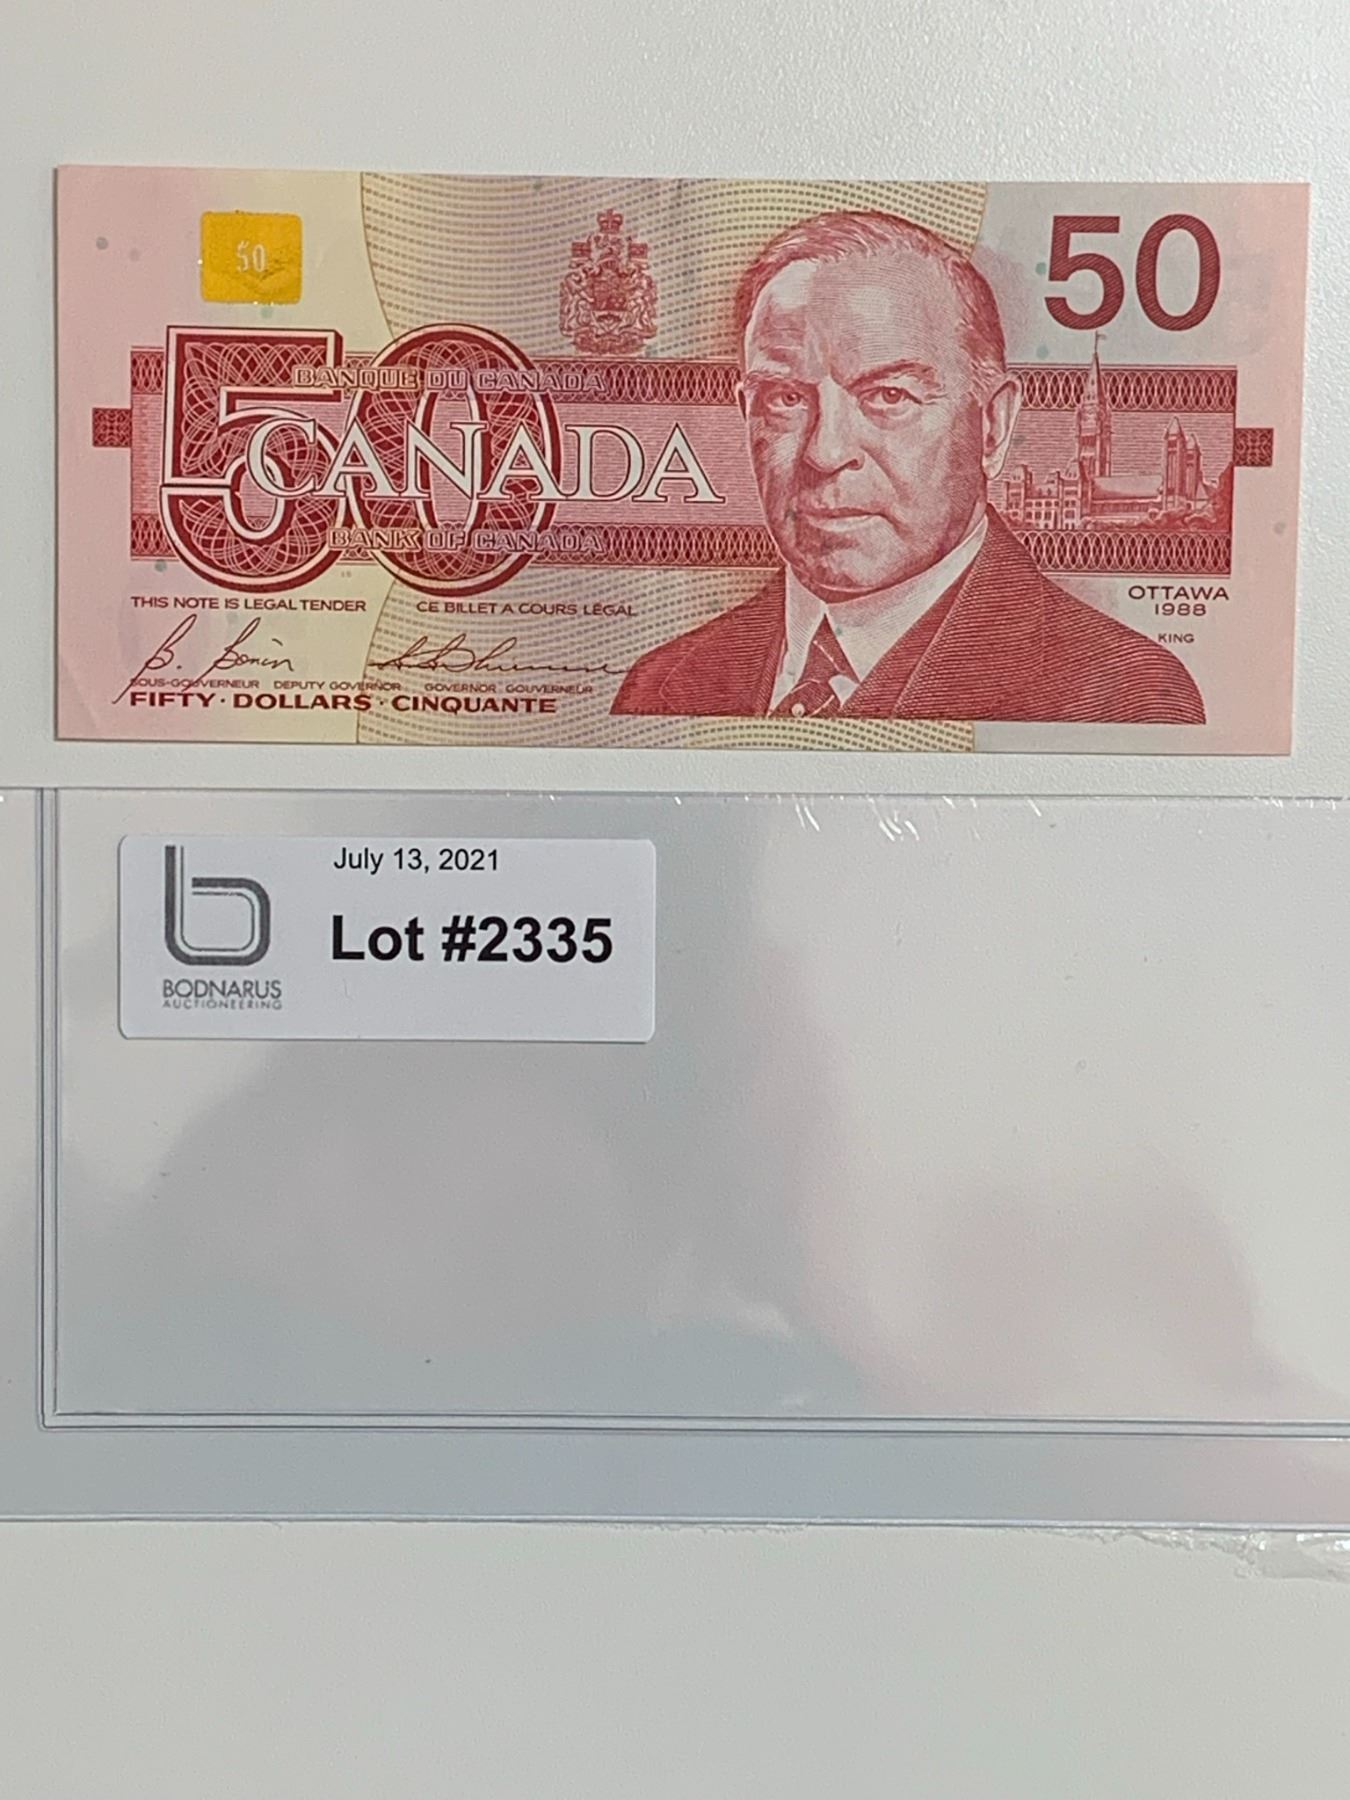 50
50
50
BANQUE DU CANADA
CANADA
BANK OF CANADA
THIS NOTE IS LEGAL TENDER CE BILLET A COURS LÉGAL
OTTAWA
1988
KING
B. Bonin
SOUS-GOUVERNEUR DEPUTY GOVERNOR GOVERNOR GOUVERNEUR
FIFTY · DOLLARS · CINQUANTE
July 13, 2021
Lot #2335
BODNARUS
AUCTIONEERING